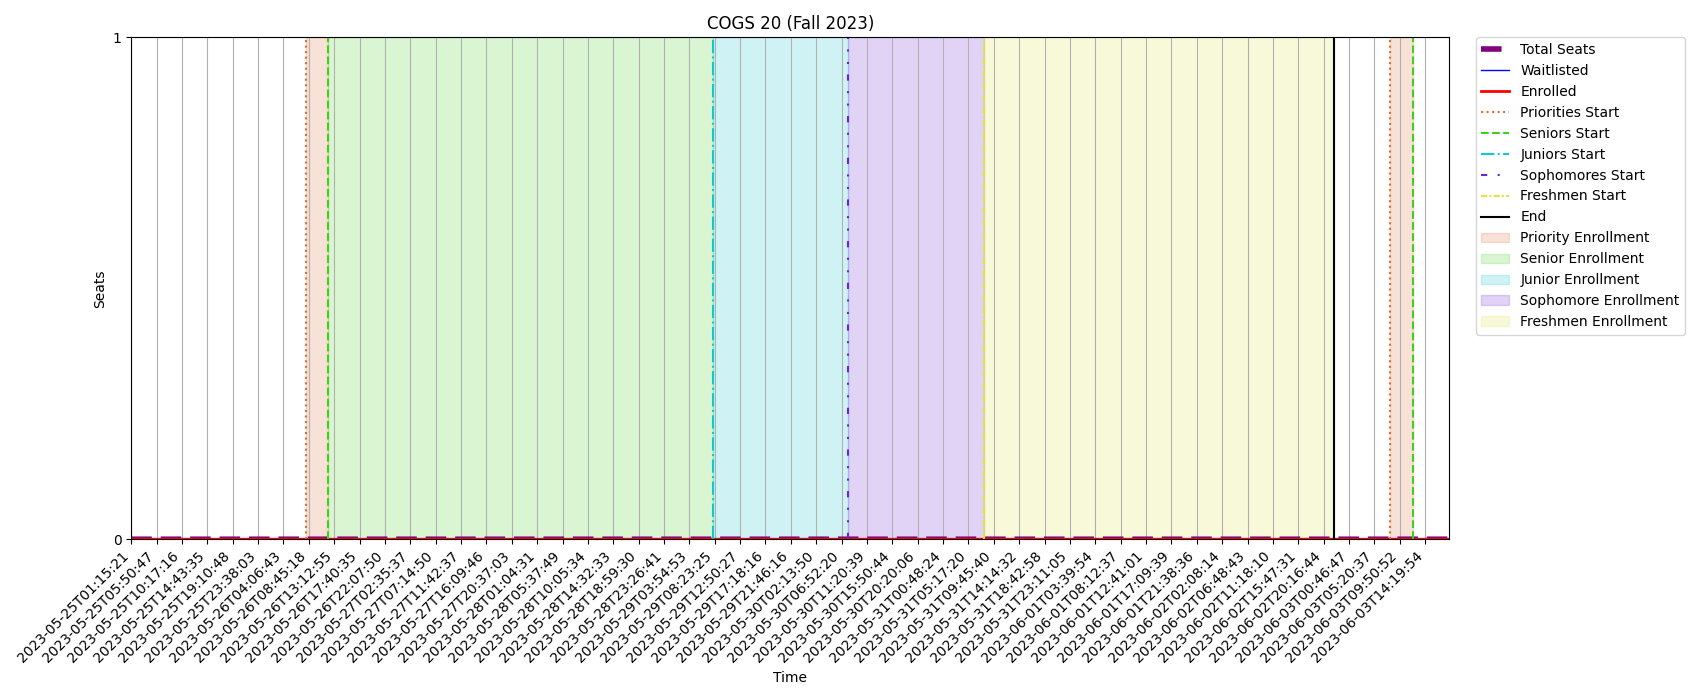 COGS 20 (Fall 2023)
1
0
Seats
2023-05-25T01:15:21
2023-05-25T05:50:47
2023-05-25T10:17:16
2023-05-25T14:43:35
2023-05-25T19:10:48
2023-05-25T23:38:03
2023-05-26T04:06:43
2023-05-26T08:45:18
2023-05-26T13:12:55
2023-05-26T17:40:35
2023-05-26T22:07:50
2023-05-27T02:35:37
2023-05-27T07:14:50
2023-05-27T11:42:37
2023-05-27T16:09:46
2023-05-27T20:37:03
2023-05-28T01:04:31
2023-05-28T05:37:49
2023-05-28T10:05:34
2023-05-28T14:32:33
2023-05-28T18:59:30
2023-05-28T23:26:41
2023-05-29T03:54:53
2023-05-29T08:23:25
2023-05-29T12:50:27
2023-05-29T17:18:16
2023-05-29T21:46:16
2023-05-30T02:13:50
2023-05-30T06:52:20
2023-05-30T11:20:39
2023-05-30T15:50:44
2023-05-30T20:20:06
2023-05-31T00:48:24
2023-05-31T05:17:20
2023-05-31T09:45:40
2023-05-31T14:14:32
2023-05-31T18:42:58
2023-05-31T23:11:05
2023-06-01T03:39:54
2023-06-01T08:12:37
2023-06-01T12:41:01
2023-06-01T17:09:39
2023-06-01T21:38:36
2023-06-02T02:08:14
2023-06-02T06:48:43
2023-06-02T11:18:10
2023-06-02T15:47:31
2023-06-02T20:16:44
2023-06-03T00:46:47
2023-06-03T05:20:37
2023-06-03T09:50:52
2023-06-03T14:19:54
Time
Total Seats
Waitlisted
Enrolled
Priorities Start
Seniors Start
Juniors Start
Sophomores Start
Freshmen Start
End
Priority Enrollment
Senior Enrollment
Junior Enrollment
Sophomore Enrollment
Freshmen Enrollment